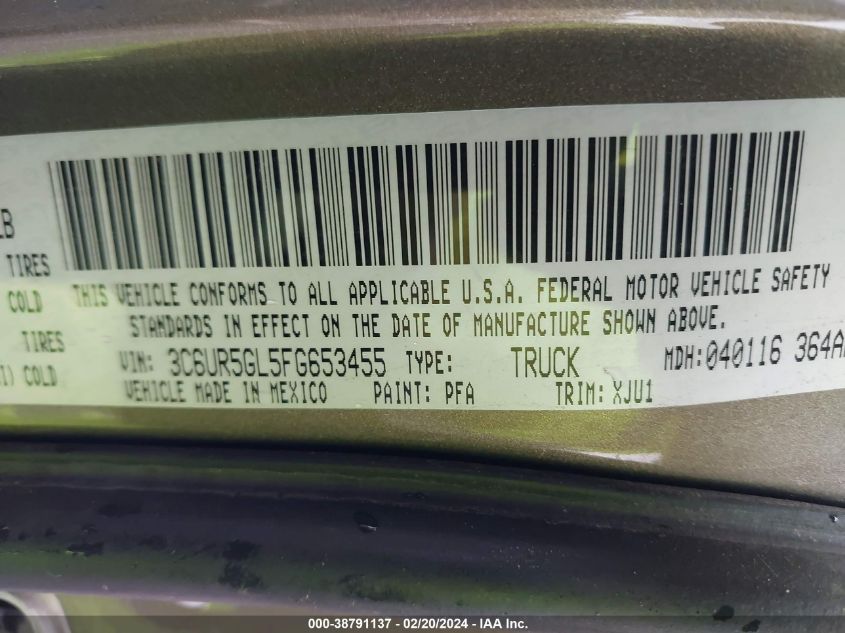 LB
TIRES
COLD THIS VEHICLE CONFORMS TO ALL APPLICABLE U.S.A. FEDERAL MOTOR VEHICLE SAFETY
TIRES STANDARDS IN EFFECT ON THE DATE OF MANUFACTURE SHOWN ABOVE.
COLD VIN: 3C6UR5GL5FG653455 TYPE: TRUCK MDH:040116
VEHICLE MADE IN MEXICO PAINT: PFA TRIM: XJU1
000-38791137 - 02/20/2024 - IAAI US, Inc.